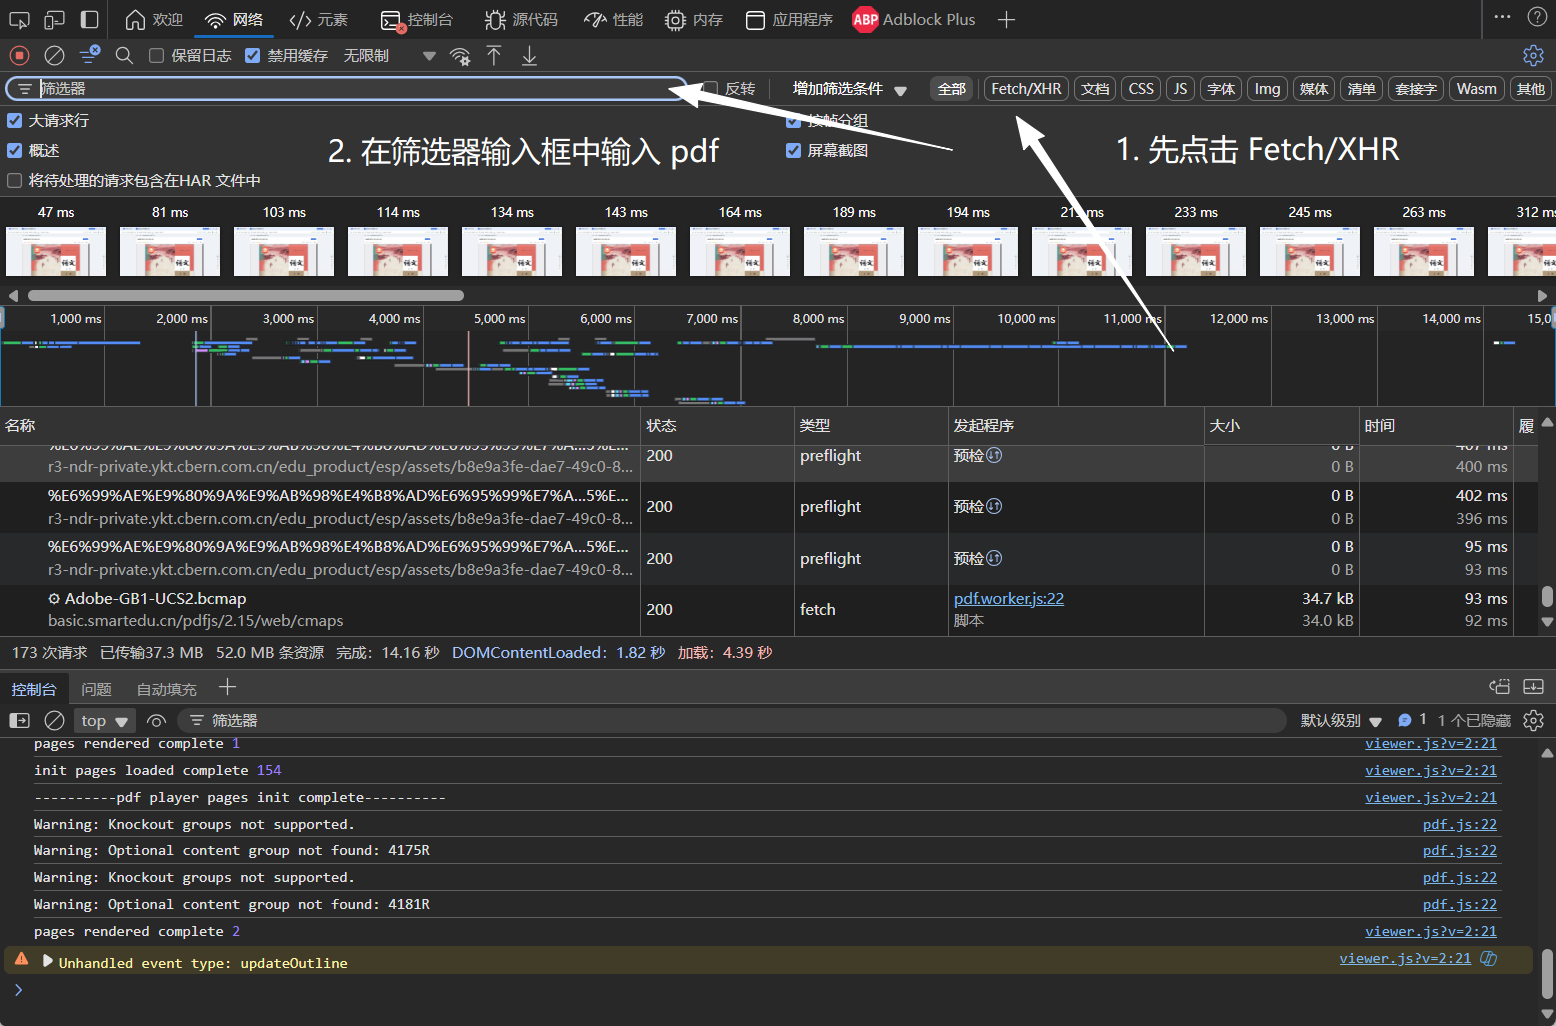 欢迎 网络 元素 控制台 源代码 性能 内存 应用程序 ABP Adblock Plus
保留日志 禁用缓存 无限制
筛选器 反转 增加筛选条件 全部 Fetch/XHR 文档 CSS JS 字体 Img 媒体 清单 套接字 Wasm 其他
大请求行 按帧分组
概述 屏幕截图
将待处理的请求包含在HAR 文件中
2. 在筛选器输入框中输入 pdf
1. 先点击 Fetch/XHR
47 ms 81 ms 103 ms 114 ms 134 ms 143 ms 164 ms 189 ms 194 ms ms 233 ms 245 ms 263 ms 312 ms
1,000 ms 2,000 ms 3,000 ms 4,000 ms 5,000 ms 6,000 ms 7,000 ms 8,000 ms 9,000 ms 10,000 ms 11,000 ms 12,000 ms 13,000 ms 14,000 ms 15,0
名称 状态 类型 发起程序 大小 时间 履
r3-ndr-private.ykt.cbern.com.cn/edu_product/esp/assets/b8e9a3fe-dae7-49c0-8... 200 preflight 预检 0 B 400 ms
%E6%99%AE%E9%80%9A%E9%AB%98%E4%B8%AD%E6%95%99%E7%A...5%E... 0 B 402 ms
r3-ndr-private.ykt.cbern.com.cn/edu_product/esp/assets/b8e9a3fe-dae7-49c0-8... 200 preflight 预检 0 B 396 ms
%E6%99%AE%E9%80%9A%E9%AB%98%E4%B8%AD%E6%95%99%E7%A...5%E... 0 B 95 ms
r3-ndr-private.ykt.cbern.com.cn/edu_product/esp/assets/b8e9a3fe-dae7-49c0-8... 200 preflight 预检 0 B 93 ms
Adobe-GB1-UCS2.bcmap 200 fetch pdf.worker.js:22 34.7 kB 93 ms
basic.smartedu.cn/pdfjs/2.15/web/cmaps 脚本 34.0 kB 92 ms
173 次请求 已传输37.3 MB 52.0 MB 条资源 完成：14.16 秒 DOMContentLoaded：1.82 秒 加载：4.39 秒
控制台 问题 自动填充
top 筛选器 默认级别 1 1 个已隐藏
pages rendered complete 1 viewer.js?v=2:21
init pages loaded complete 154 viewer.js?v=2:21
----------pdf player pages init complete---------- viewer.js?v=2:21
Warning: Knockout groups not supported. pdf.js:22
Warning: Optional content group not found: 4175R pdf.js:22
Warning: Knockout groups not supported. pdf.js:22
Warning: Optional content group not found: 4181R pdf.js:22
pages rendered complete 2 viewer.js?v=2:21
Unhandled event type: updateOutline viewer.js?v=2:21